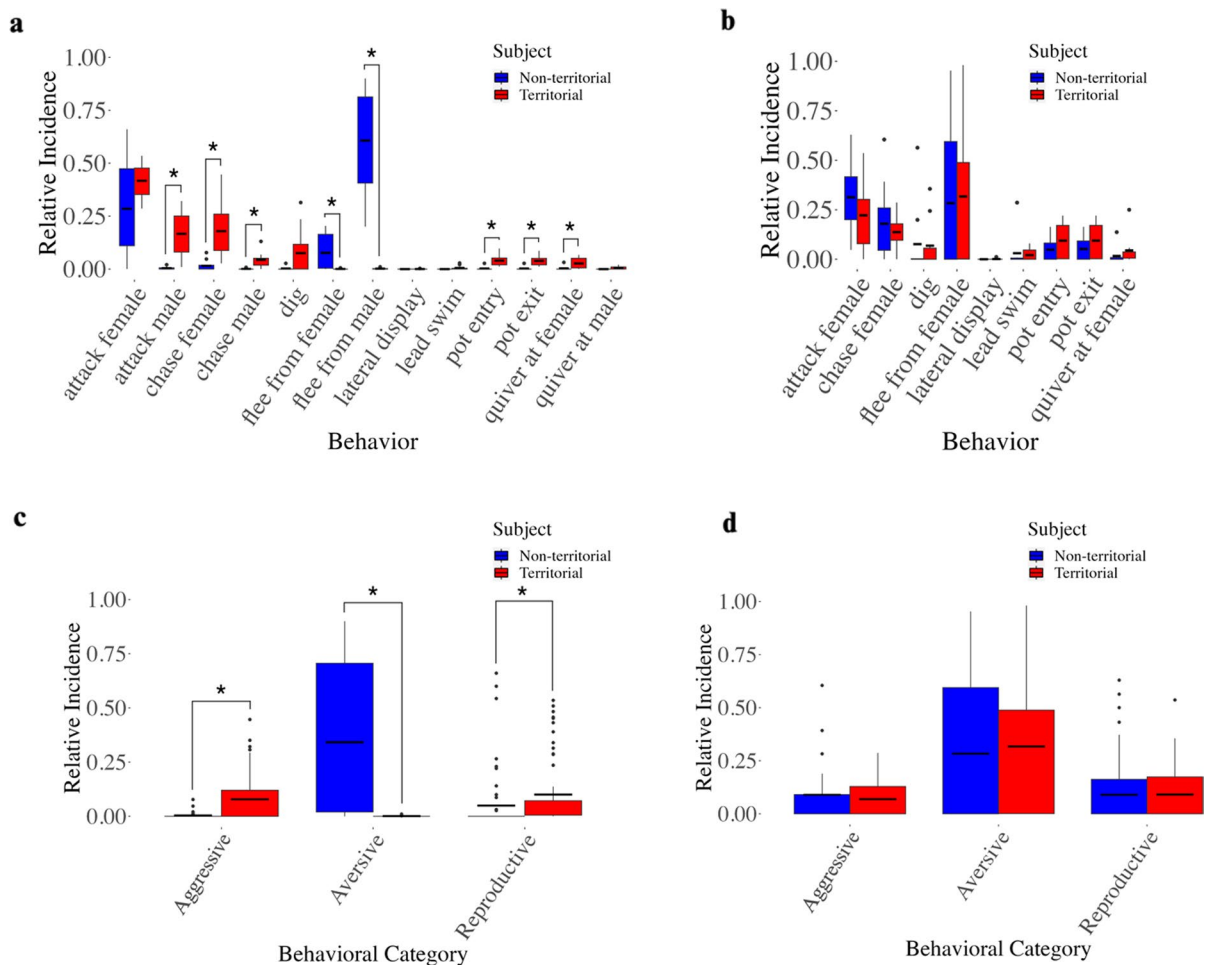 a
Subject
Non-territorial
Territorial
Relative Incidence
1.00
0.75
0.50
0.25
0.00
*
*
*
*
*
*
*
*
*
attack female
attack male
chase female
chase male
dig
flee from female
flee from male
lateral display
lead swim
pot entry
pot exit
quiver at female
quiver at male
Behavior
b
Subject
Non-territorial
Territorial
Relative Incidence
1.00
0.75
0.50
0.25
0.00
attack female
chase female
dig
flee from female
lateral display
lead swim
pot entry
pot exit
quiver at female
Behavior
c
Subject
Non-territorial
Territorial
Relative Incidence
1.00
0.75
0.50
0.25
0.00
*
*
*
Aggressive
Aversive
Reproductive
Behavioral Category
d
Subject
Non-territorial
Territorial
Relative Incidence
1.00
0.75
0.50
0.25
0.00
Aggressive
Aversive
Reproductive
Behavioral Category